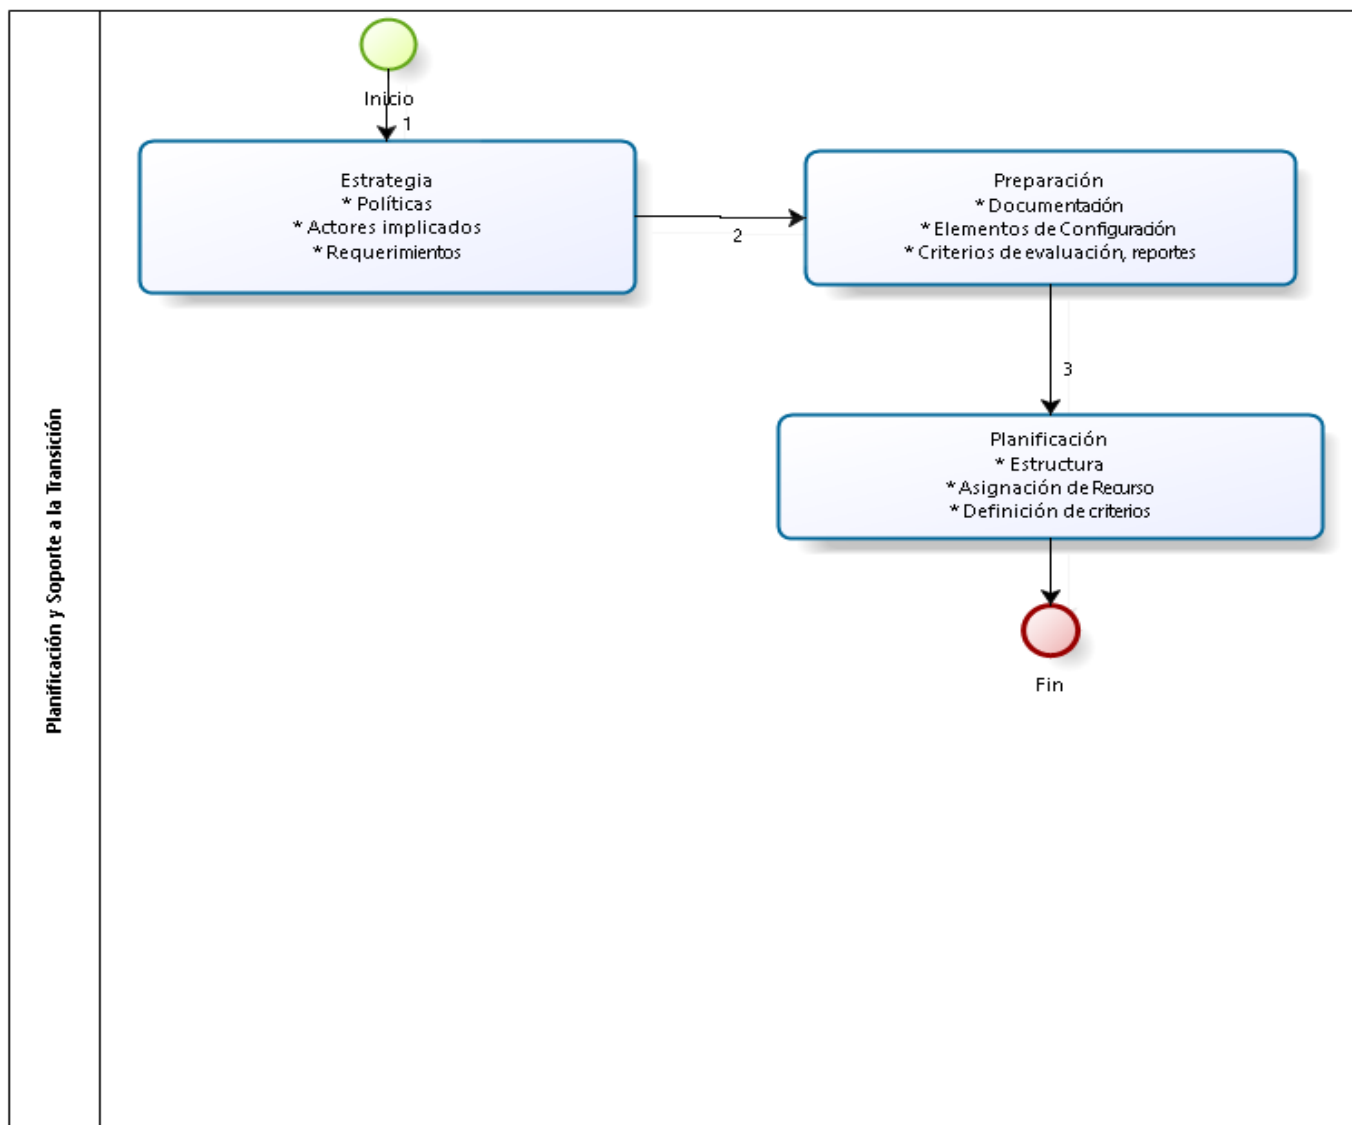 Planificación y Soporte a la Transición
Inicio
1
Estrategia
* Políticas
* Actores implicados
* Requerimientos
2
Preparación
* Documentación
* Elementos de Configuración
* Criterios de evaluación, reportes
3
Planificación
* Estructura
* Asignación de Recurso
* Definición de criterios
Fin